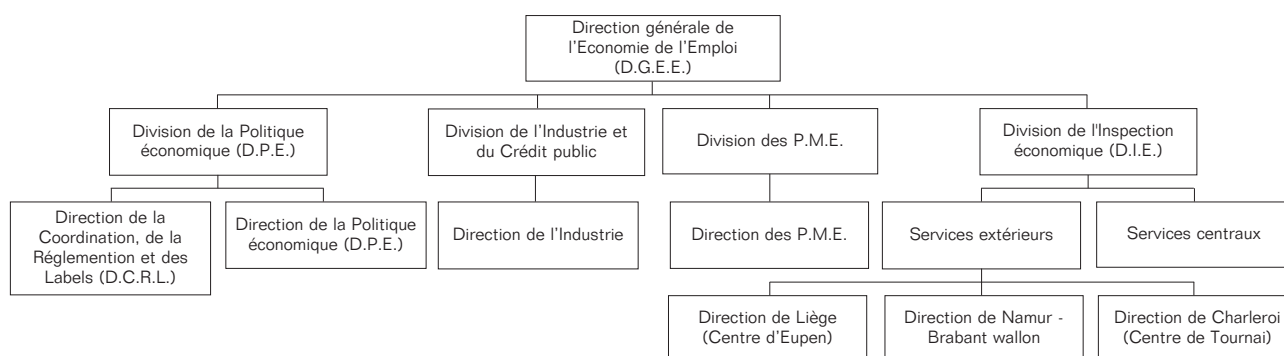 Direction générale de
l'Economie de l'Emploi
(D.G.E.E.)
Division de la Politique
économique (D.P.E.)
Division de l'Industrie et
du Crédit public
Division des P.M.E.
Division de l'Inspection
économique (D.I.E.)
Direction de la
Coordination, de la
Réglemention et des
Labels (D.C.R.L.)
Direction de la Politique
économique (D.P.E.)
Direction de l'Industrie
Direction des P.M.E.
Services extérieurs
Services centraux
Direction de Liège
(Centre d'Eupen)
Direction de Namur -
Brabant wallon
Direction de Charleroi
(Centre de Tournai)